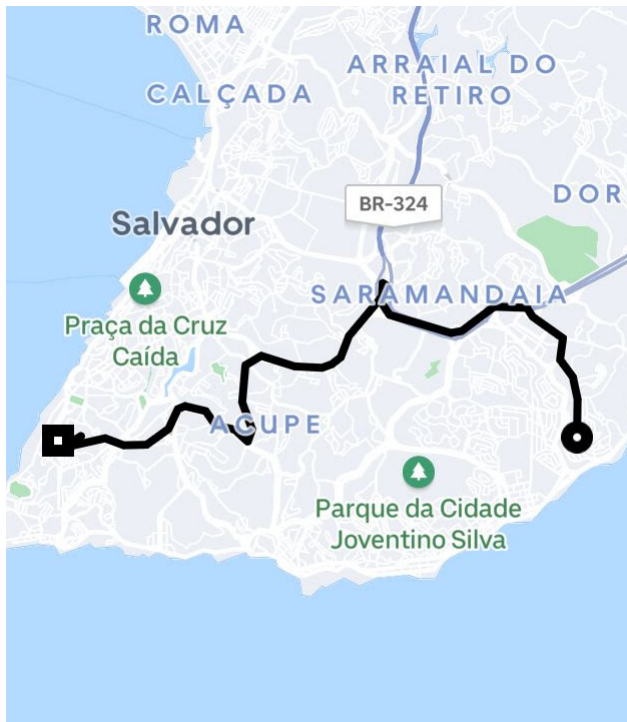 ROMA
ARRAIAL DO
RETIRO
CALÇADA
BR-324
DOR
Salvador
SARAMANDAIA
Praça da Cruz
Caída
ACUPE
Parque da Cidade
Joventino Silva